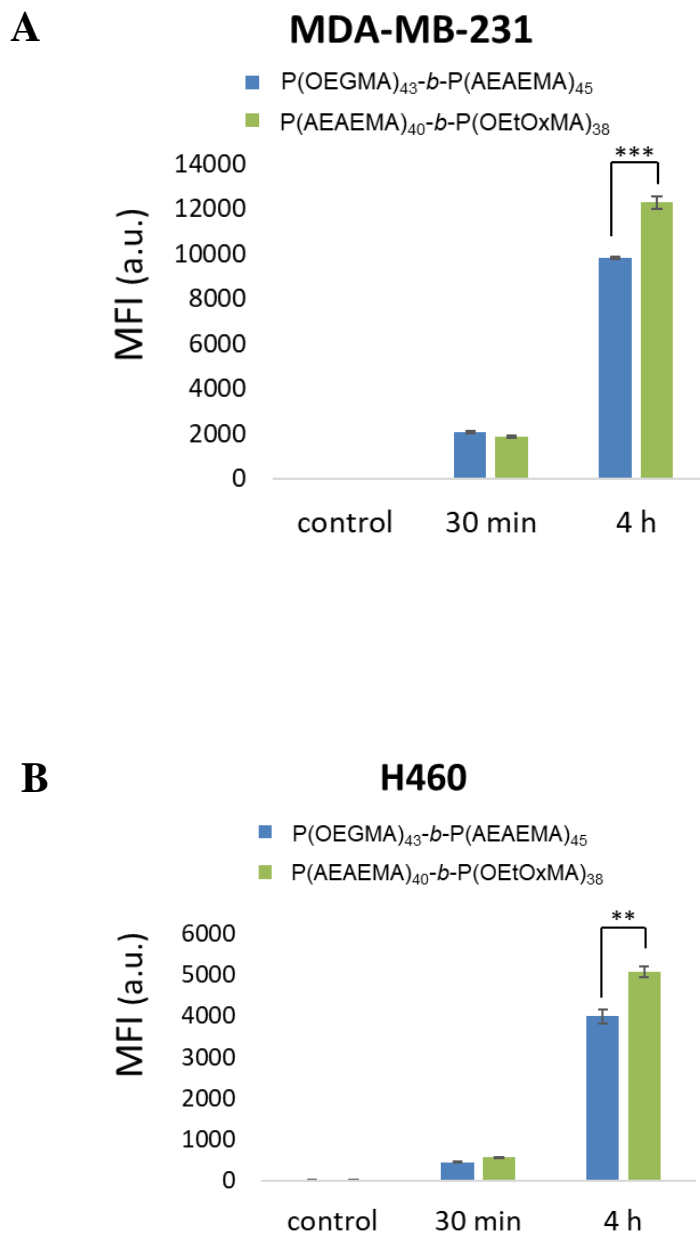 A
MDA-MB-231
P(OEGMA)43-b-P(AEAEMA)45
P(AEAEMA)40-b-P(OEtOxMA)38
***
14000
12000
10000
8000
6000
4000
2000
0
MFI (a.u.)
control 30 min 4 h
B
H460
P(OEGMA)43-b-P(AEAEMA)45
P(AEAEMA)40-b-P(OEtOxMA)38
**
6000
5000
4000
3000
2000
1000
0
MFI (a.u.)
control 30 min 4 h